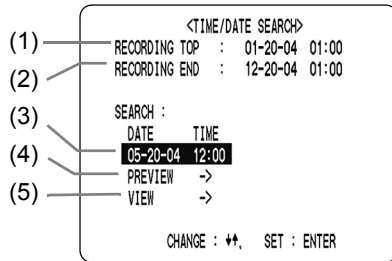 <TIME/DATE SEARCH>
(1) RECORDING TOP : 01-20-04 01:00
(2) RECORDING END : 12-20-04 01:00
SEARCH :
DATE TIME
(3) 05-20-04 12:00
(4) PREVIEW ->
(5) VIEW ->
CHANGE : ↓↑, SET : ENTER